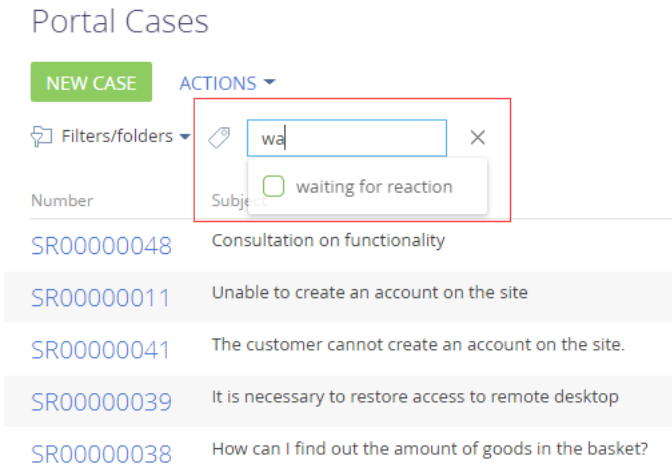 Portal Cases
NEW CASE ACTIONS
Filters/folders wa
waiting for reaction
Number Subject
SR00000048 Consultation on functionality
SR00000011 Unable to create an account on the site
SR00000041 The customer cannot create an account on the site.
SR00000039 It is necessary to restore access to remote desktop
SR00000038 How can I find out the amount of goods in the basket?